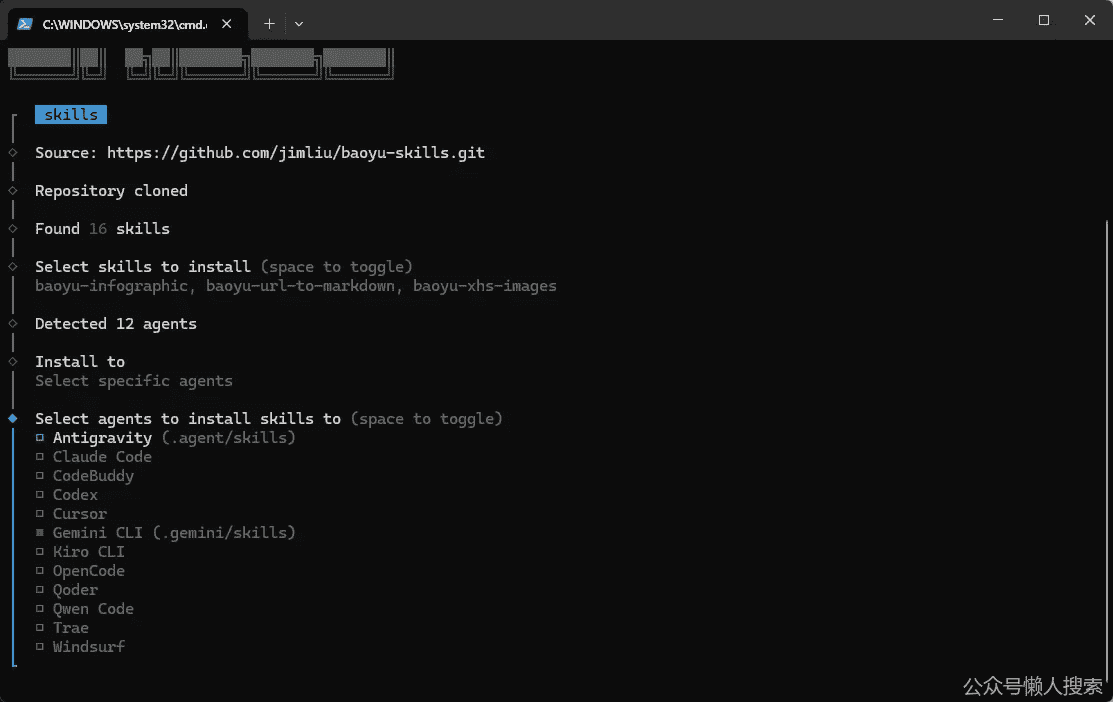 C:\WINDOWS\system32\cmd.
skills
Source: https://github.com/jimliu/baoyu-skills.git
Repository cloned
Found 16 skills
Select skills to install (space to toggle)
baoyu-infographic, baoyu-url-to-markdown, baoyu-xhs-images
Detected 12 agents
Install to
Select specific agents
Select agents to install skills to (space to toggle)
Antigravity (.agent/skills)
Claude Code
CodeBuddy
Codex
Cursor
Gemini CLI (.gemini/skills)
Kiro CLI
OpenCode
Qoder
Qwen Code
Trae
Windsurf
公众号懒人搜索